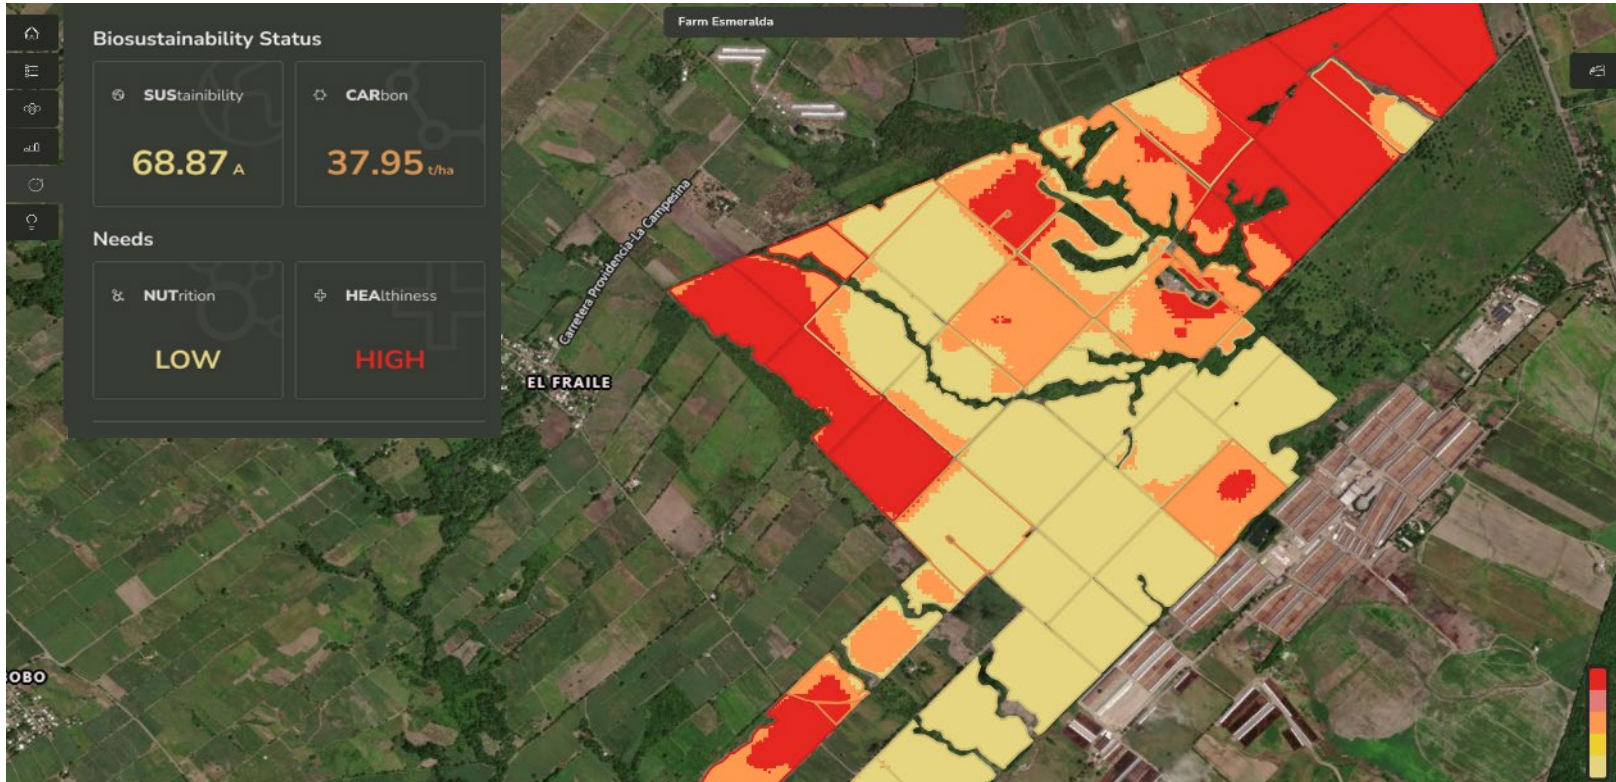 Farm Esmeralda
Biosustainability Status
SUStainibility
CARbon
68.87 A
37.95 t/ha
Needs
NUTrition
HEAlthiness
LOW
HIGH
Carretera Providencia-La Campesina
EL FRAILE
OBO